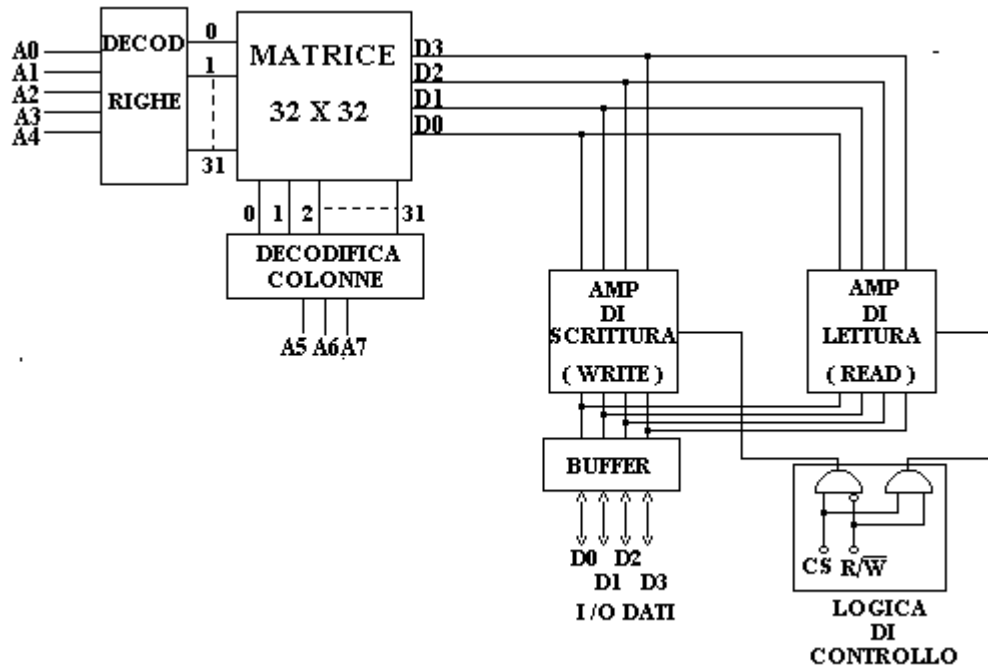 A0
A1
A2
A3
A4
DECOD
RIGHE
0
1
31
MATRICE
32 X 32
D3
D2
D1
D0
0 1 2 31
DECODIFICA
COLONNE
A5 A6 A7
AMP
DI
SCRITTURA
( WRITE )
AMP
DI
LETTURA
( READ )
BUFFER
D0 D2
D1 D3
I/O DATI
CS R/W̅
LOGICA
DI
CONTROLLO